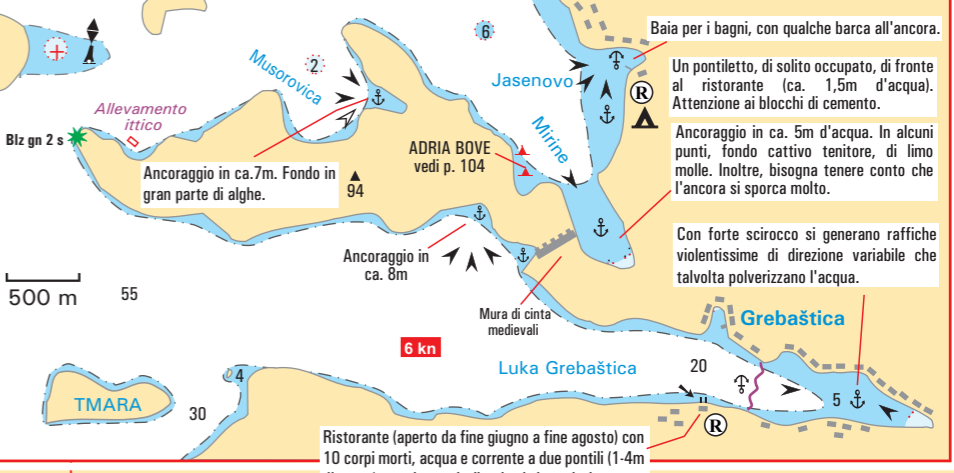 Baia per i bagni, con qualche barca all'ancora.
6
2
Musorovica
Jasenovo
Un pontiletto, di solito occupato, di fronte
al ristorante (ca. 1,5m d'acqua).
Attenzione ai blocchi di cemento.
R
Allevamento
ittico
Blz gn 2 s
Mirine
ADRIA BOVE
vedi p. 104
Ancoraggio in ca. 5m d'acqua. In alcuni
punti, fondo cattivo tenitore, di limo
molle. Inoltre, bisogna tenere conto che
l'ancora si sporca molto.
Ancoraggio in ca.7m. Fondo in
gran parte di alghe.
94
Ancoraggio in
ca. 8m
Con forte scirocco si generano raffiche
violentissime di direzione variabile che
talvolta polverizzano l'acqua.
500 m
55
Mura di cinta
medievali
Grebaštica
6 kn
Luka Grebaštica
20
4
TMARA
30
5
R
Ristorante (aperto da fine giugno a fine agosto) con
10 corpi morti, acqua e corrente a due pontili (1-4m